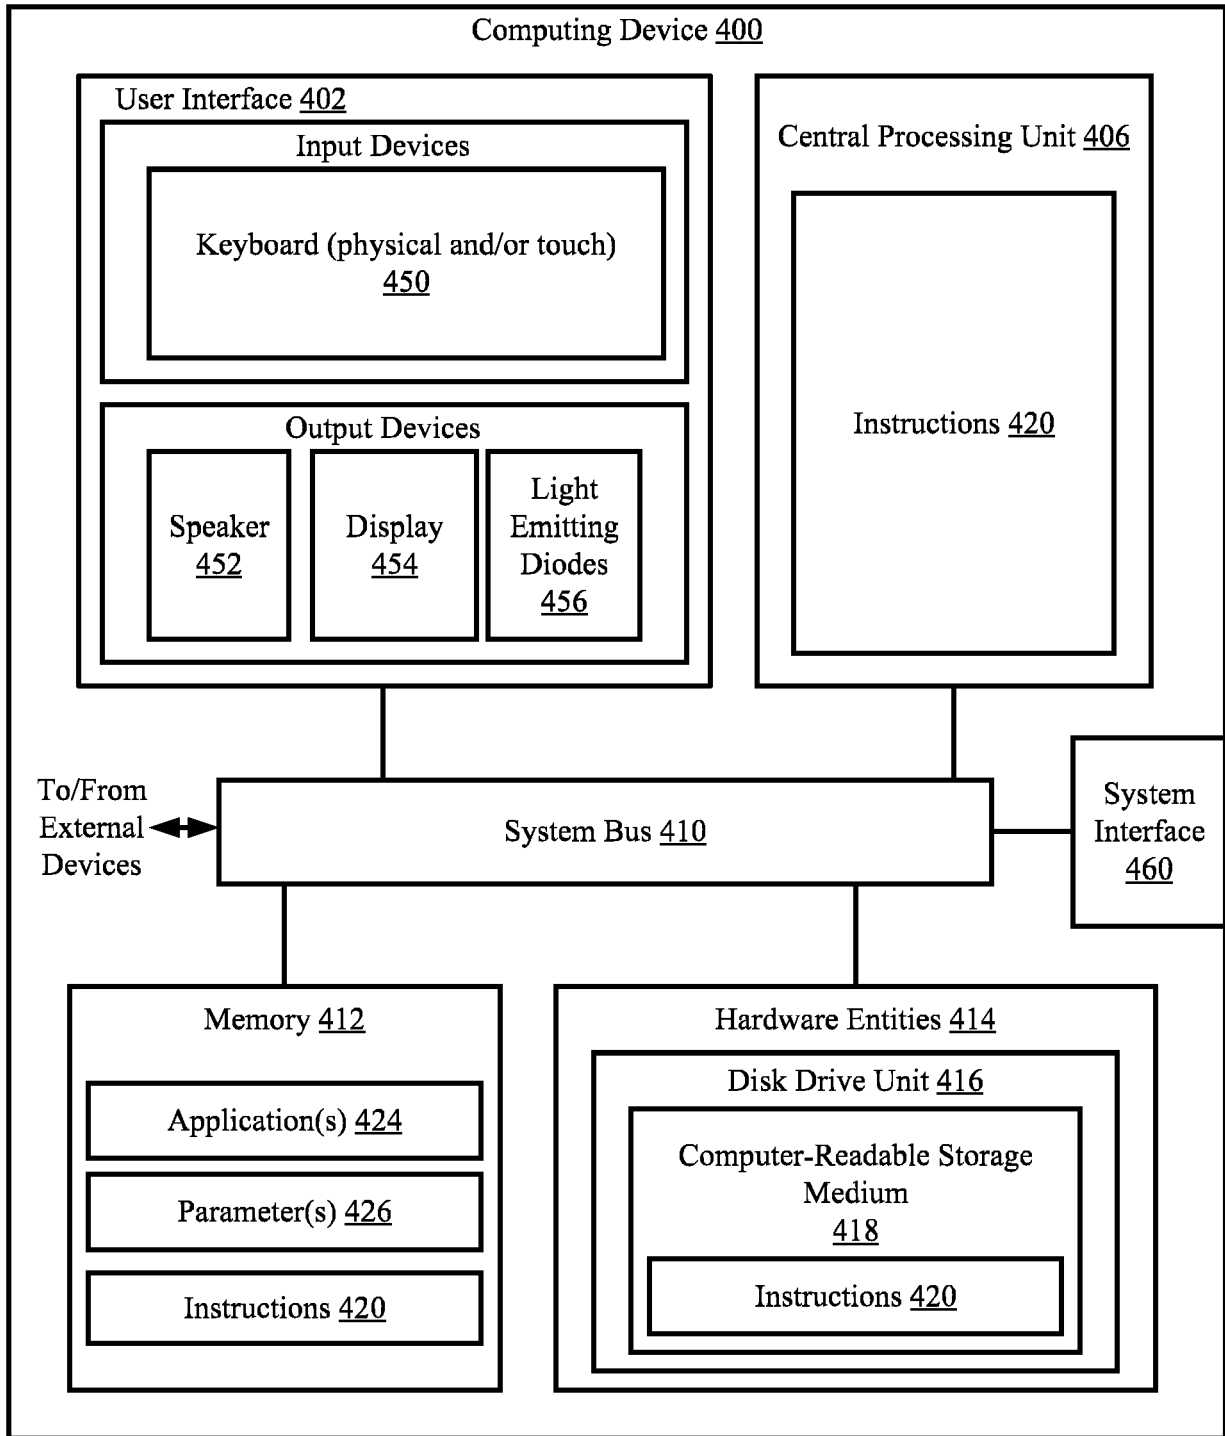 Computing Device 400
User Interface 402
Input Devices
Keyboard (physical and/or touch)
450
Output Devices
Speaker
452
Display
454
Light
Emitting
Diodes
456
Central Processing Unit 406
Instructions 420
To/From
External
Devices
System Bus 410
System
Interface
460
Memory 412
Application(s) 424
Parameter(s) 426
Instructions 420
Hardware Entities 414
Disk Drive Unit 416
Computer-Readable Storage
Medium
418
Instructions 420